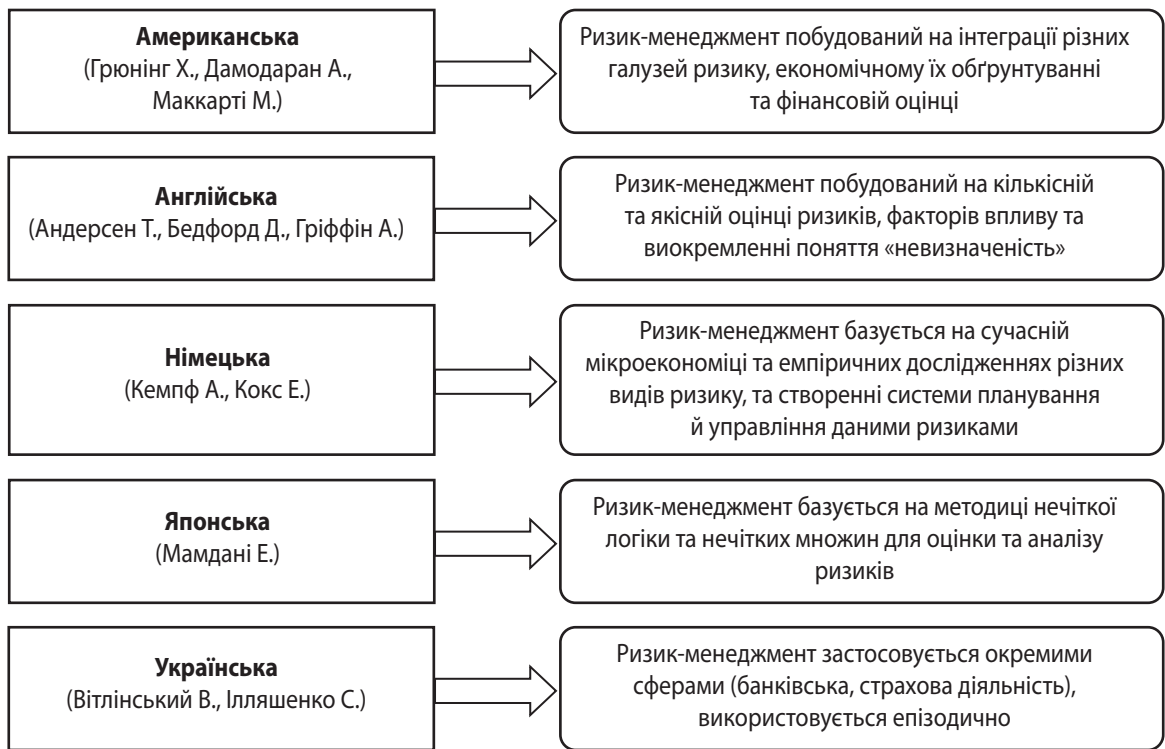 Американська
(Грюнінг Х., Дамодаран А.,
Маккарті М.)
Ризик-менеджмент побудований на інтеграції різних
галузей ризику, економічному їх обґрунтуванні
та фінансовій оцінці
Англійська
(Андерсен Т., Бедфорд Д., Гріффін А.)
Ризик-менеджмент побудований на кількісній
та якісній оцінці ризиків, факторів впливу та
виокремленні поняття «невизначеність»
Німецька
(Кемпф А., Кокс Е.)
Ризик-менеджмент базується на сучасній
мікроекономіці та емпіричних дослідженнях різних
видів ризику, та створенні системи планування
й управління даними ризиками
Японська
(Мамдані Е.)
Ризик-менеджмент базується на методиці нечіткої
логіки та нечітких множин для оцінки та аналізу
ризиків
Українська
(Вітлінський В., Ілляшенко С.)
Ризик-менеджмент застосовується окремими
сферами (банківська, страхова діяльність),
використовується епізодично